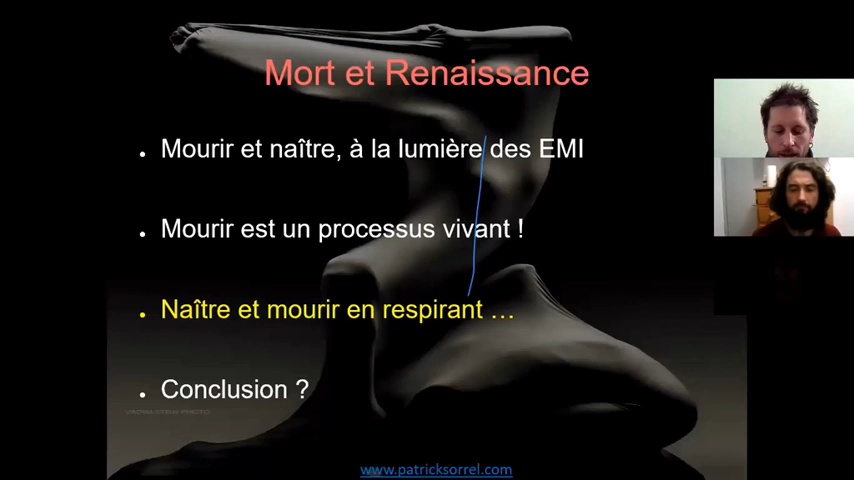 Mort et Renaissance
• Mourir et naître, à la lumière des EMI
• Mourir est un processus vivant !
• Naître et mourir en respirant …
• Conclusion ?
www.patricksorrel.com